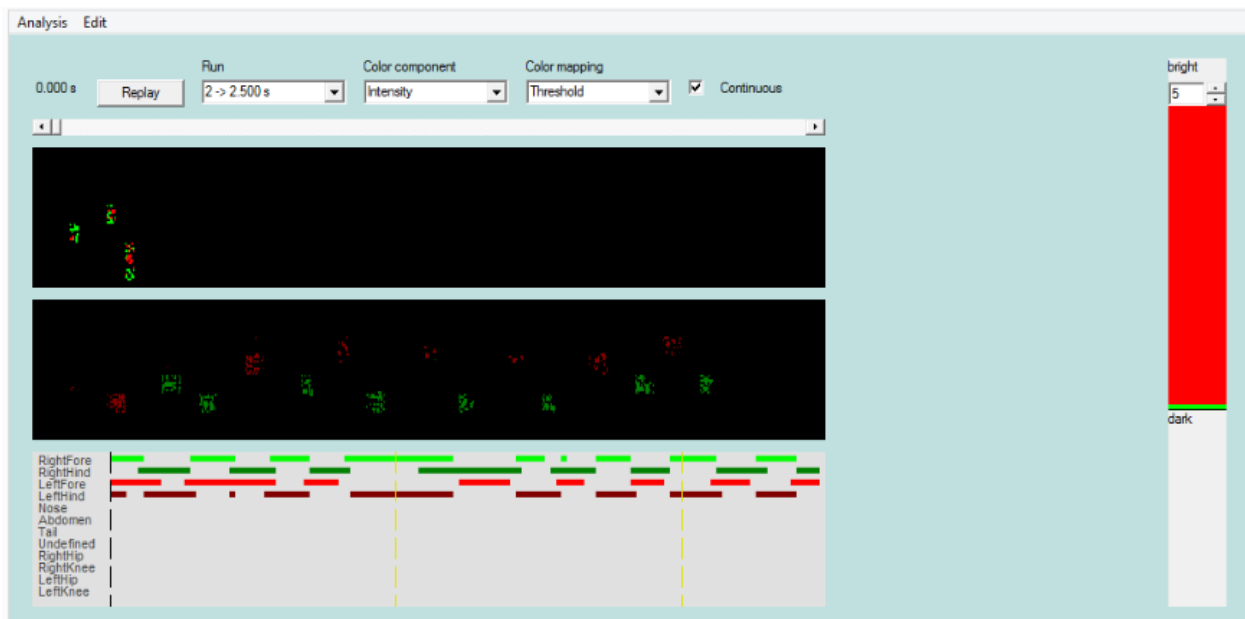 Analysis Edit
Run Color component Color mapping bright
0.000 s Replay 2 -> 2.500 s Intensity Threshold Continuous 5
dark
RightFore
RightHind
LeftFore
LeftHind
Nose
Abdomen
Tail
Undefined
RightHip
RightKnee
LeftHip
LeftKnee